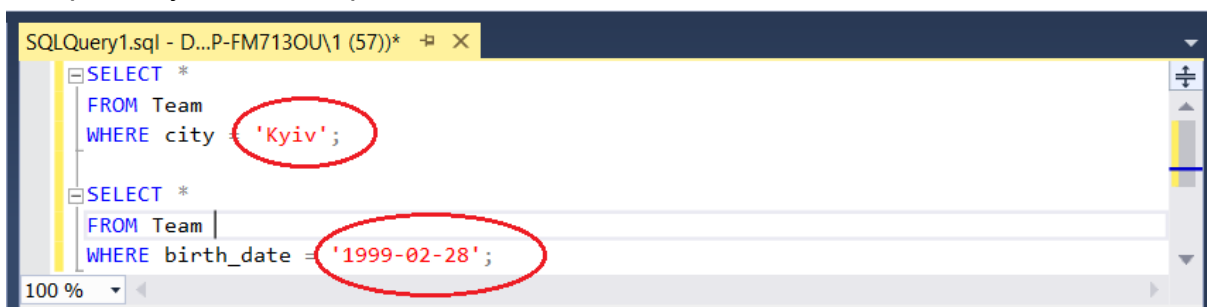 SQLQuery1.sql - D...P-FM713OU\1 (57))*
SELECT *
FROM Team
WHERE city = 'Kyiv';
SELECT *
FROM Team
WHERE birth_date = '1999-02-28';
100 %